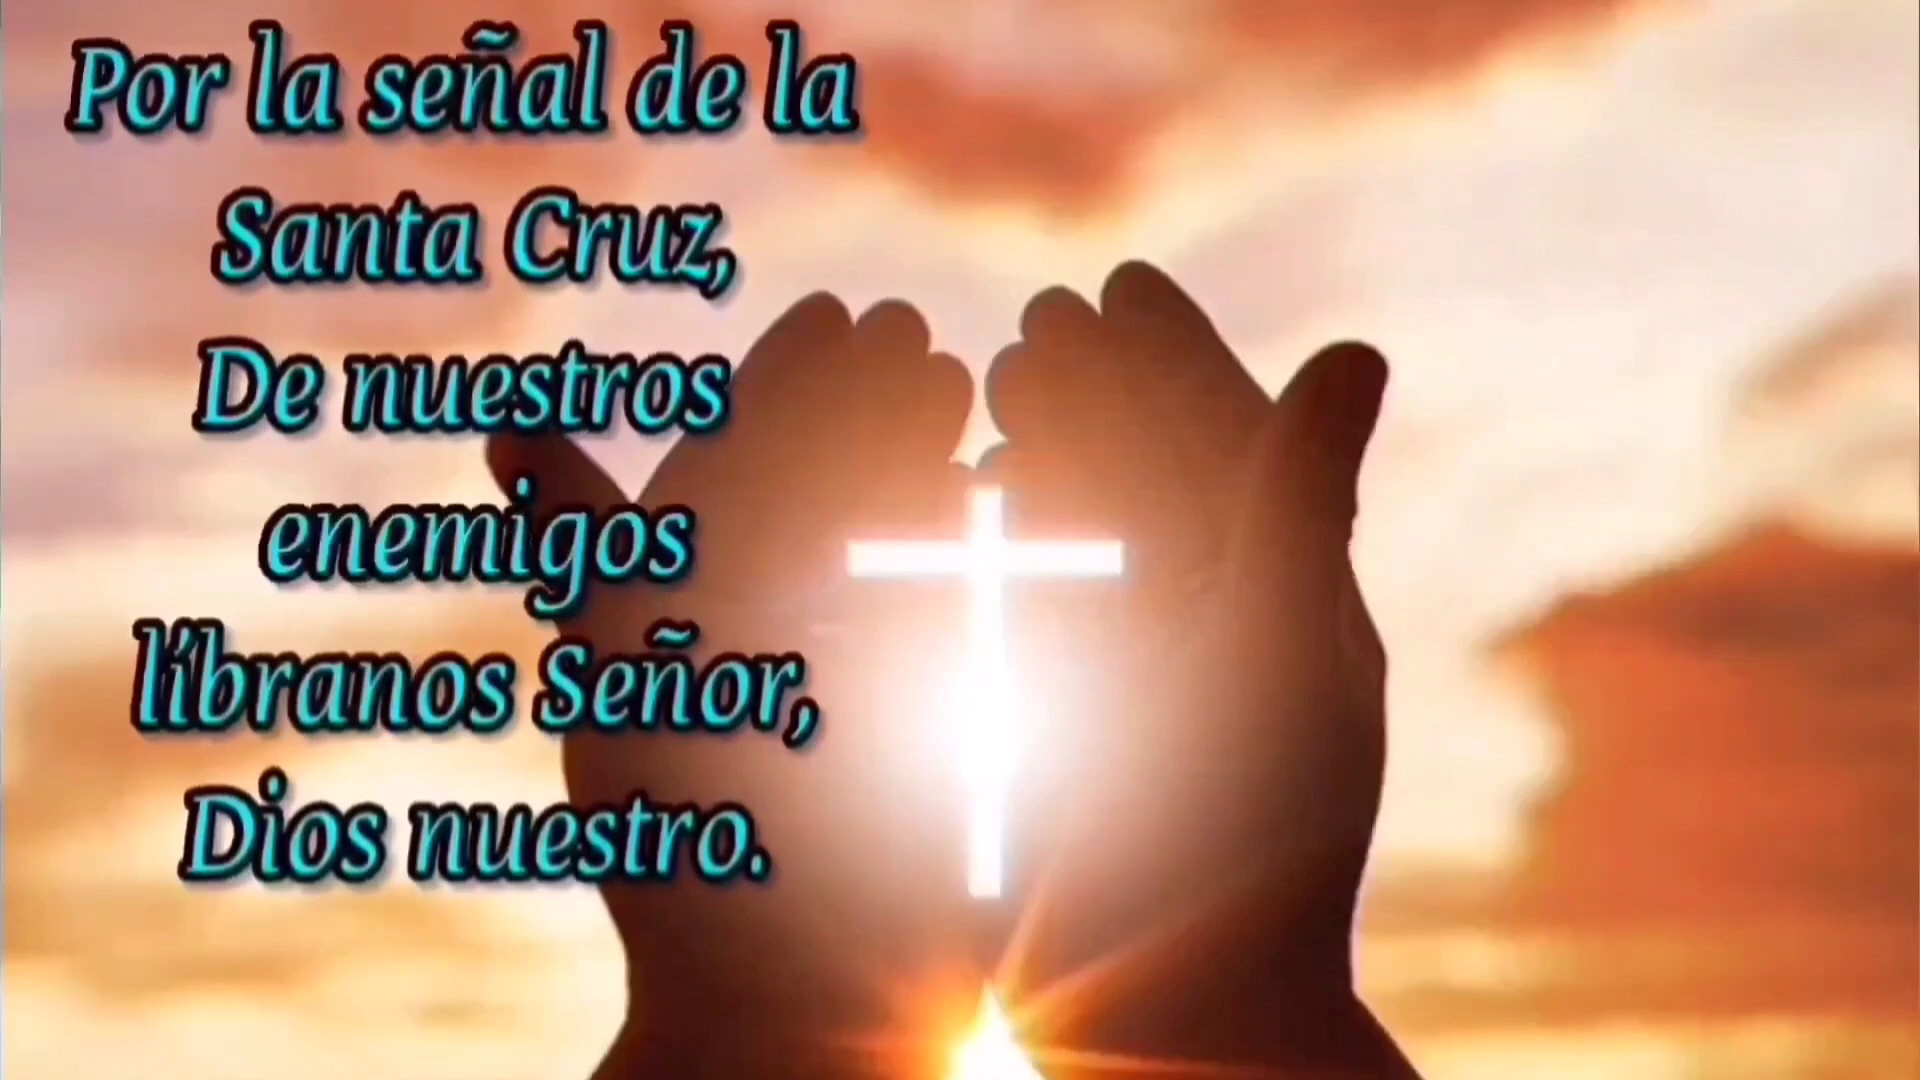 Por la señal de la
Santa Cruz,
De nuestros
enemigos
líbranos Señor,
Dios nuestro.